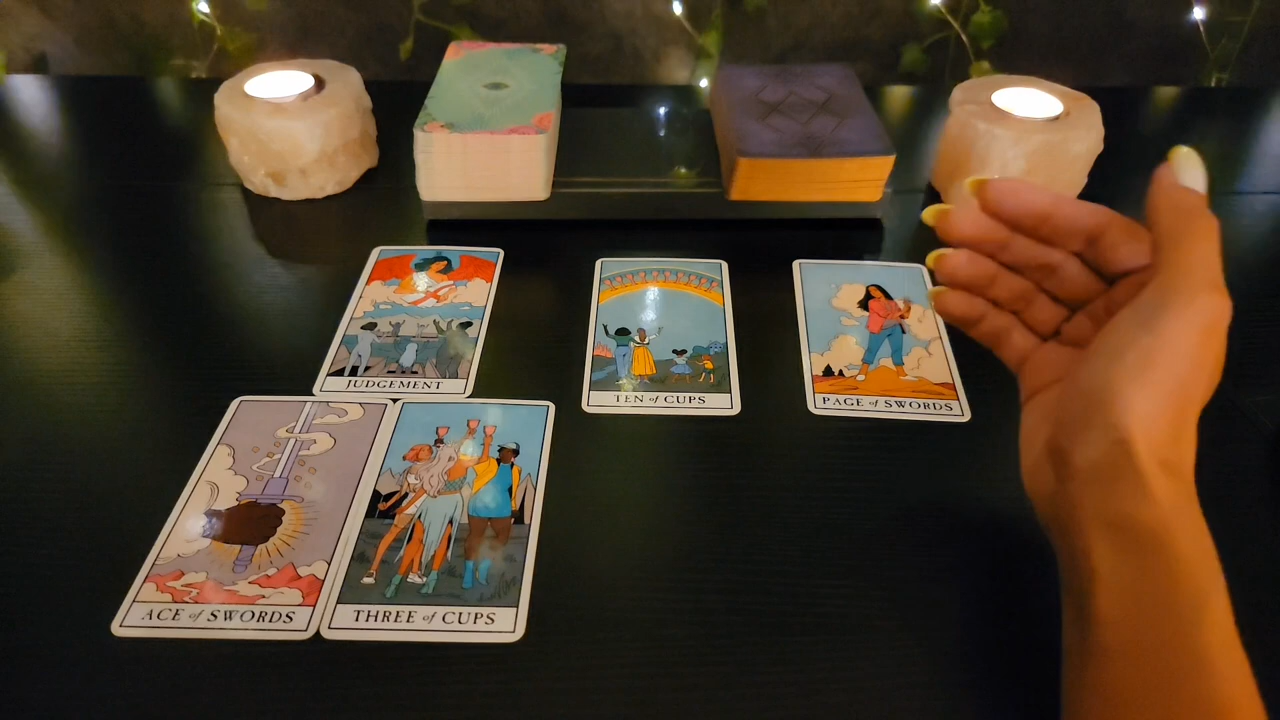 JUDGEMENT
TEN of CUPS
PAGE of SWORDS
ACE of SWORDS
THREE of CUPS